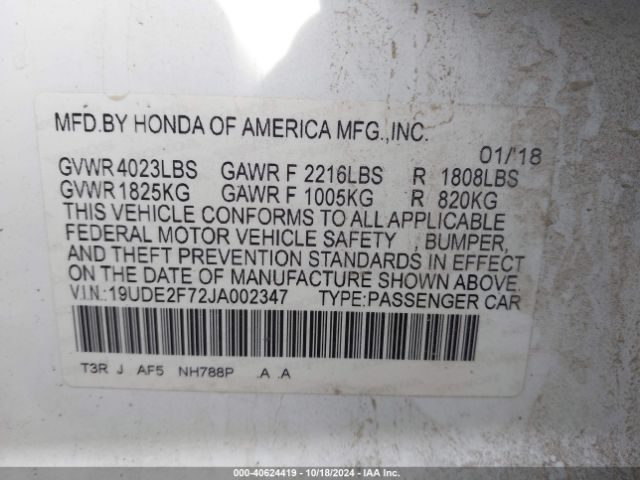 MFD.BY HONDA OF AMERICA MFG.,INC.
01/'18
GVWR 4023LBS GAWR F 2216LBS R 1808LBS
GVWR 1825KG GAWR F 1005KG R 820KG
THIS VEHICLE CONFORMS TO ALL APPLICABLE
FEDERAL MOTOR VEHICLE SAFETY , BUMPER,
AND THEFT PREVENTION STANDARDS IN EFFECT
ON THE DATE OF MANUFACTURE SHOWN ABOVE.
V.I.N.: 19UDE2F72JA002347 TYPE:PASSENGER CAR
T3R J AF5 NH788P .A .A
000-40624419 - 10/18/2024 - IAA Inc.